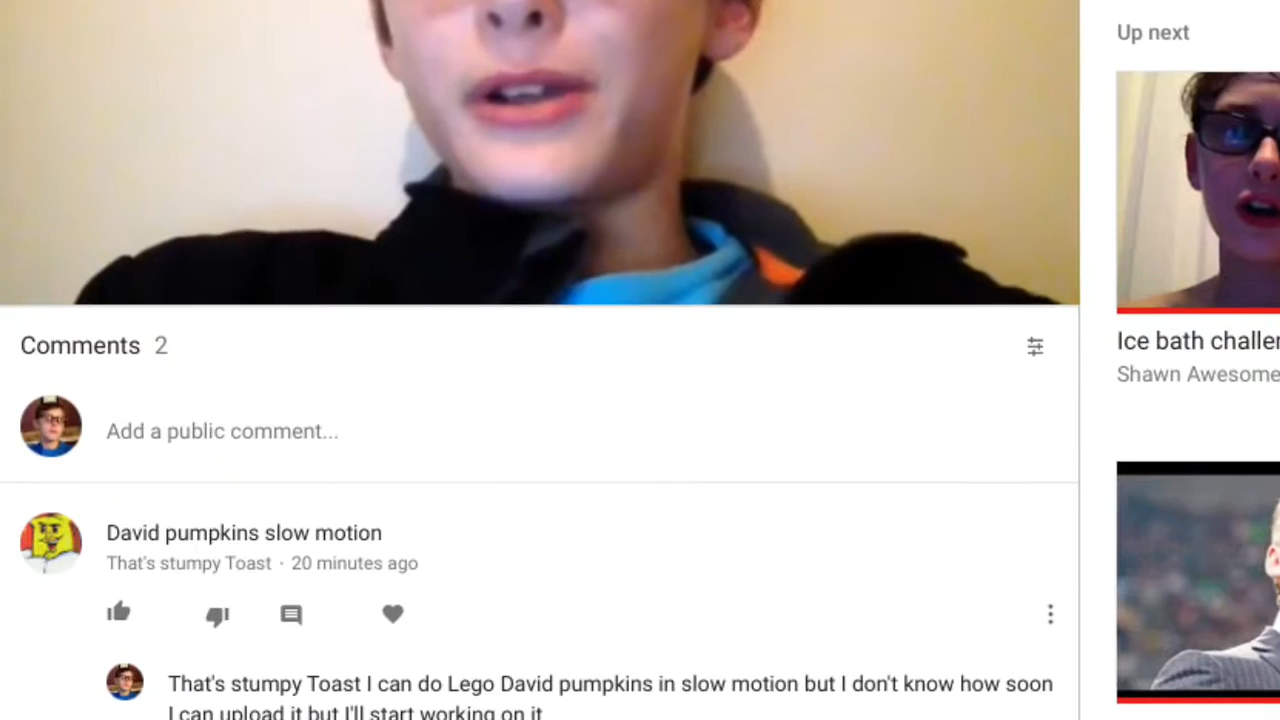 Up next
Ice bath challen
Shawn Awesome
Comments 2
Add a public comment...
David pumpkins slow motion
That's stumpy Toast · 20 minutes ago
That's stumpy Toast I can do Lego David pumpkins in slow motion but I don't know how soon
I can upload it but I'll start working on it